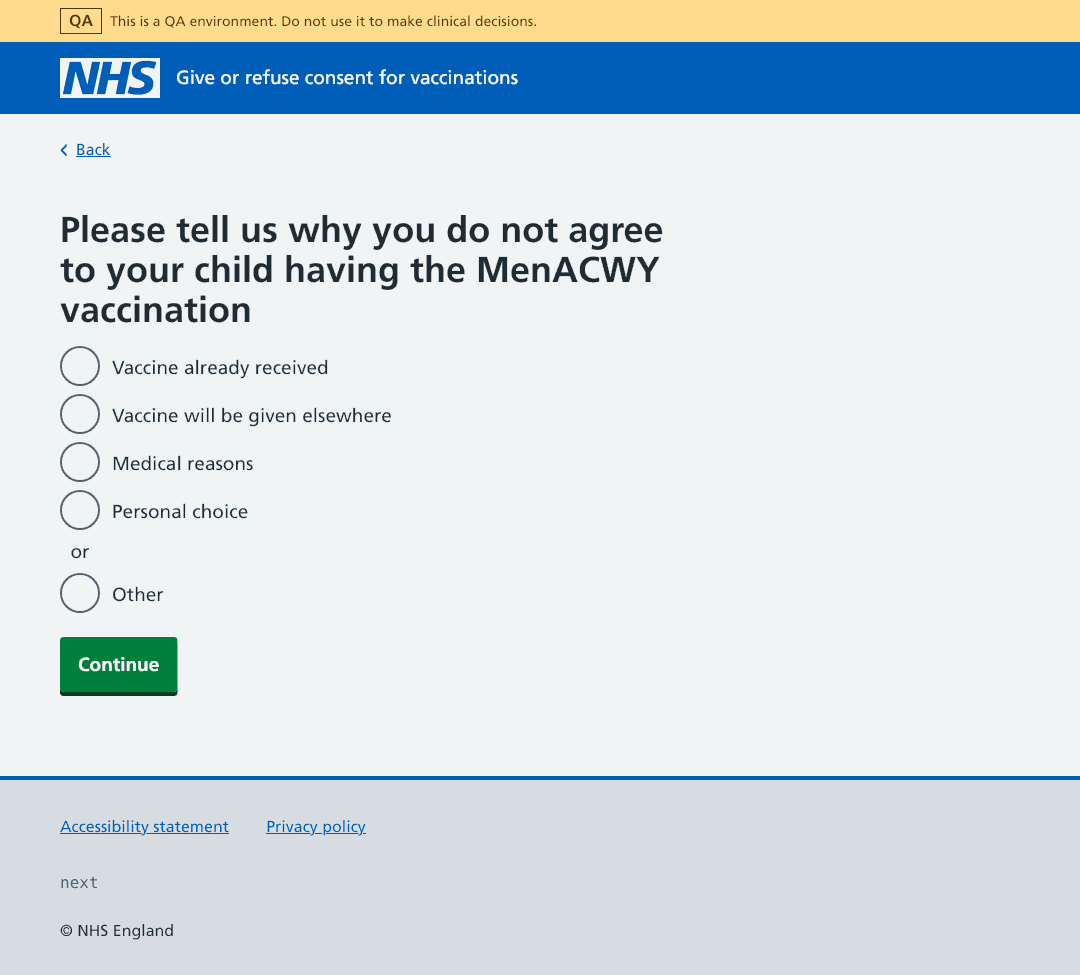 QA This is a QA environment. Do not use it to make clinical decisions.
NHS Give or refuse consent for vaccinations
Back
Please tell us why you do not agree
to your child having the MenACWY
vaccination
Vaccine already received
Vaccine will be given elsewhere
Medical reasons
Personal choice
or
Other
Continue
Accessibility statement Privacy policy
next
© NHS England